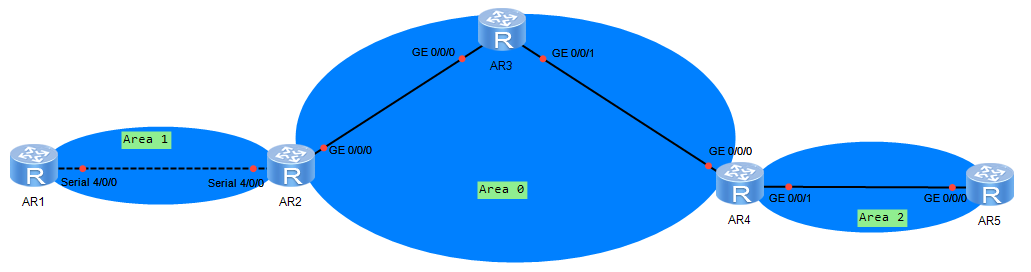 R
GE 0/0/0
GE 0/0/1
AR3
Area 1
R
Serial 4/0/0
Serial 4/0/0
R
GE 0/0/0
AR1
AR2
Area 0
GE 0/0/0
R
GE 0/0/1
AR4
Area 2
GE 0/0/0
R
AR5